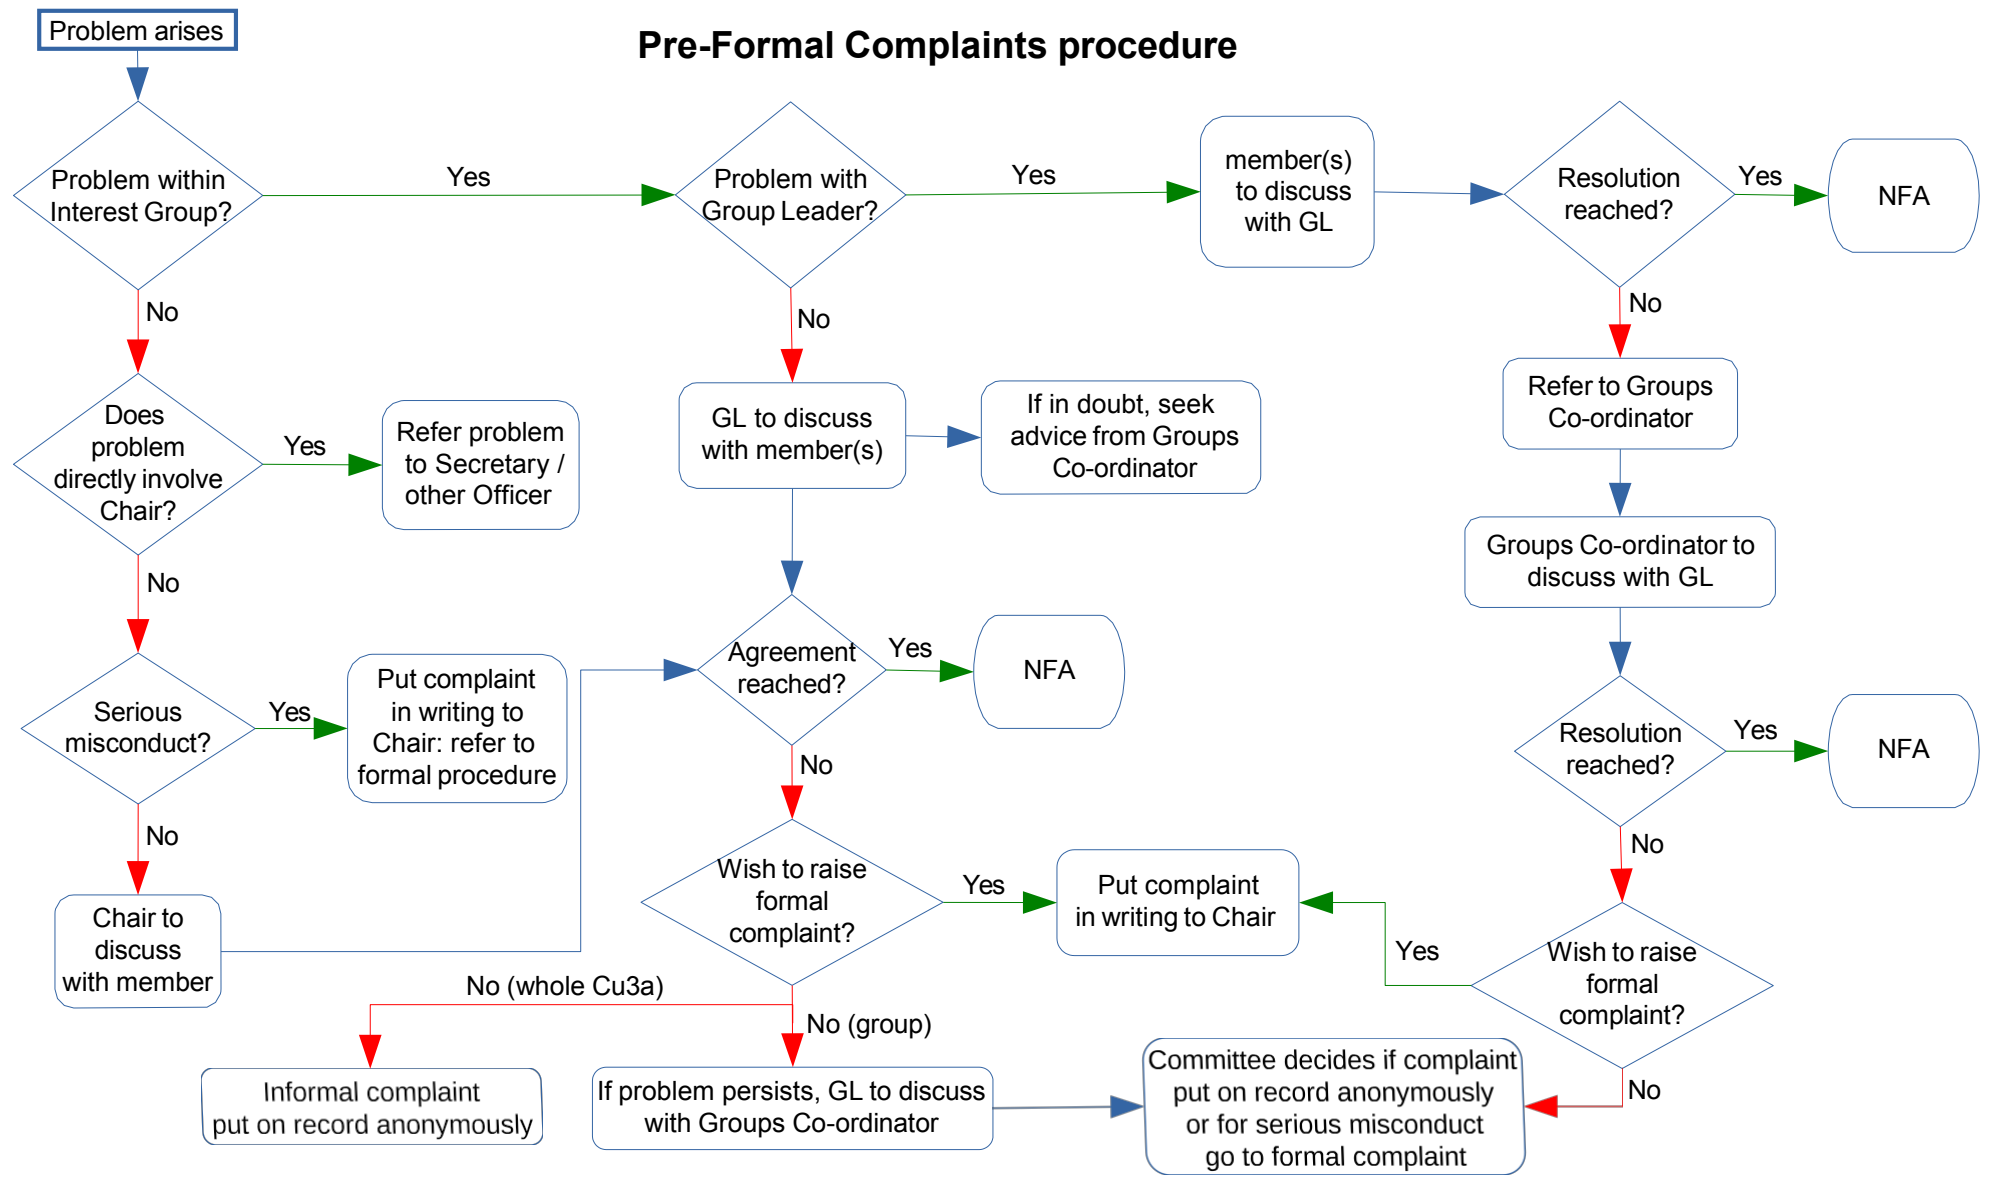 Problem arises
Pre-Formal Complaints procedure
Problem within
Interest Group?
Yes
Problem with
Group Leader?
Yes
member(s)
to discuss
with GL
Resolution
reached?
Yes
NFA
No
No
No
Does
problem
directly involve
Chair?
Yes
Refer problem
to Secretary /
other Officer
GL to discuss
with member(s)
If in doubt, seek
advice from Groups
Co-ordinator
Refer to Groups
Co-ordinator
Groups Co-ordinator to
discuss with GL
No
Serious
misconduct?
Yes
Put complaint
in writing to
Chair: refer to
formal procedure
Agreement
reached?
Yes
NFA
Resolution
reached?
Yes
NFA
No
No
No
Chair to
discuss
with member
Wish to raise
formal
complaint?
Yes
Put complaint
in writing to Chair
Yes
Wish to raise
formal
complaint?
No (whole Cu3a)
No (group)
No
Informal complaint
put on record anonymously
If problem persists, GL to discuss
with Groups Co-ordinator
Committee decides if complaint
put on record anonymously
or for serious misconduct
go to formal complaint